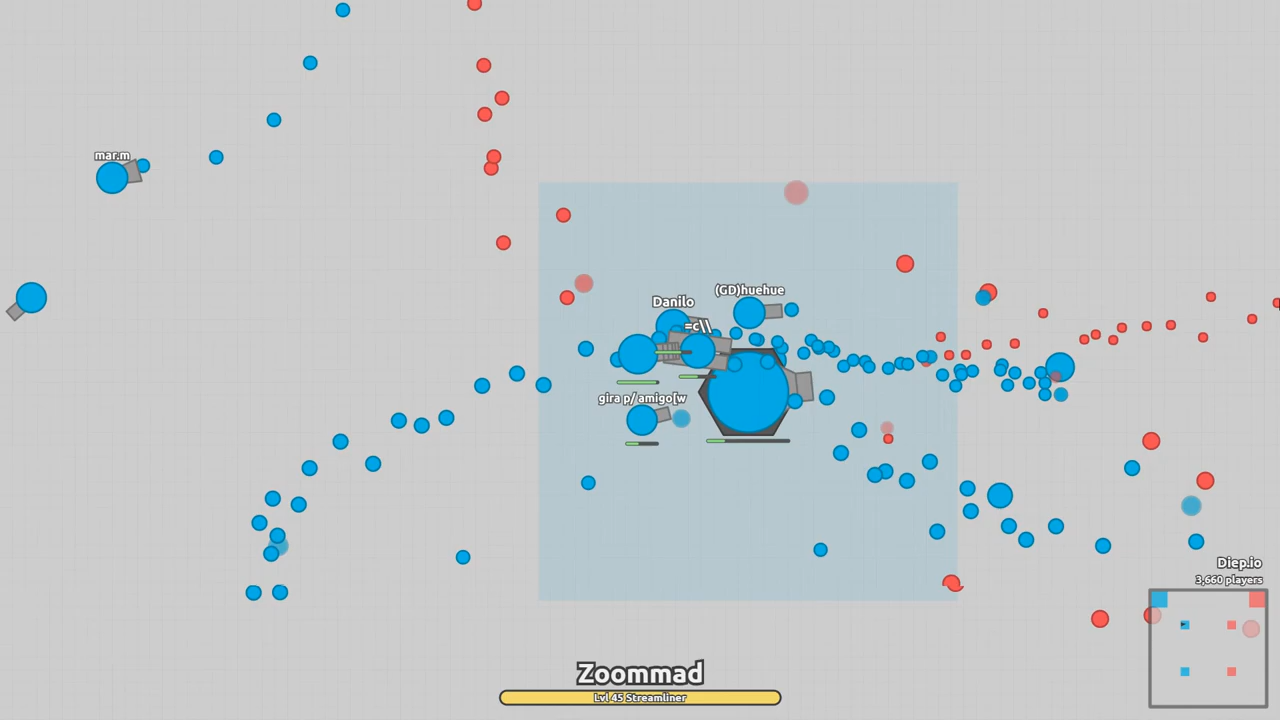 mar.m
(GD)huehue
Danilo
=c\\
gira p/ amigo[w
Diep.io
3,660 players
Zoommad
Lvl 45 Streamliner